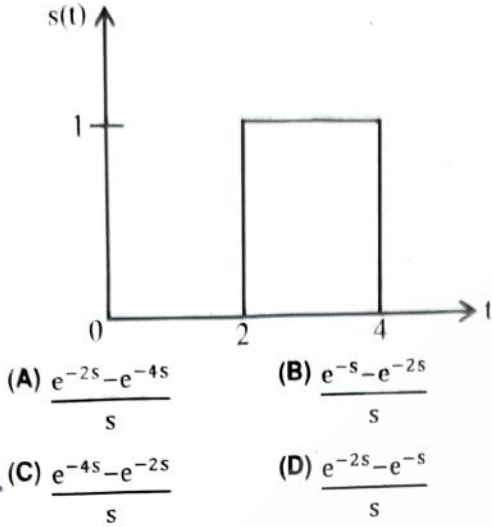 s(t)
1
0 2 4 t
(A) e⁻²ˢ–e⁻⁴ˢ / s (B) e⁻ˢ–e⁻²ˢ / s
(C) e⁻⁴ˢ–e⁻²ˢ / s (D) e⁻²ˢ–e⁻ˢ / s